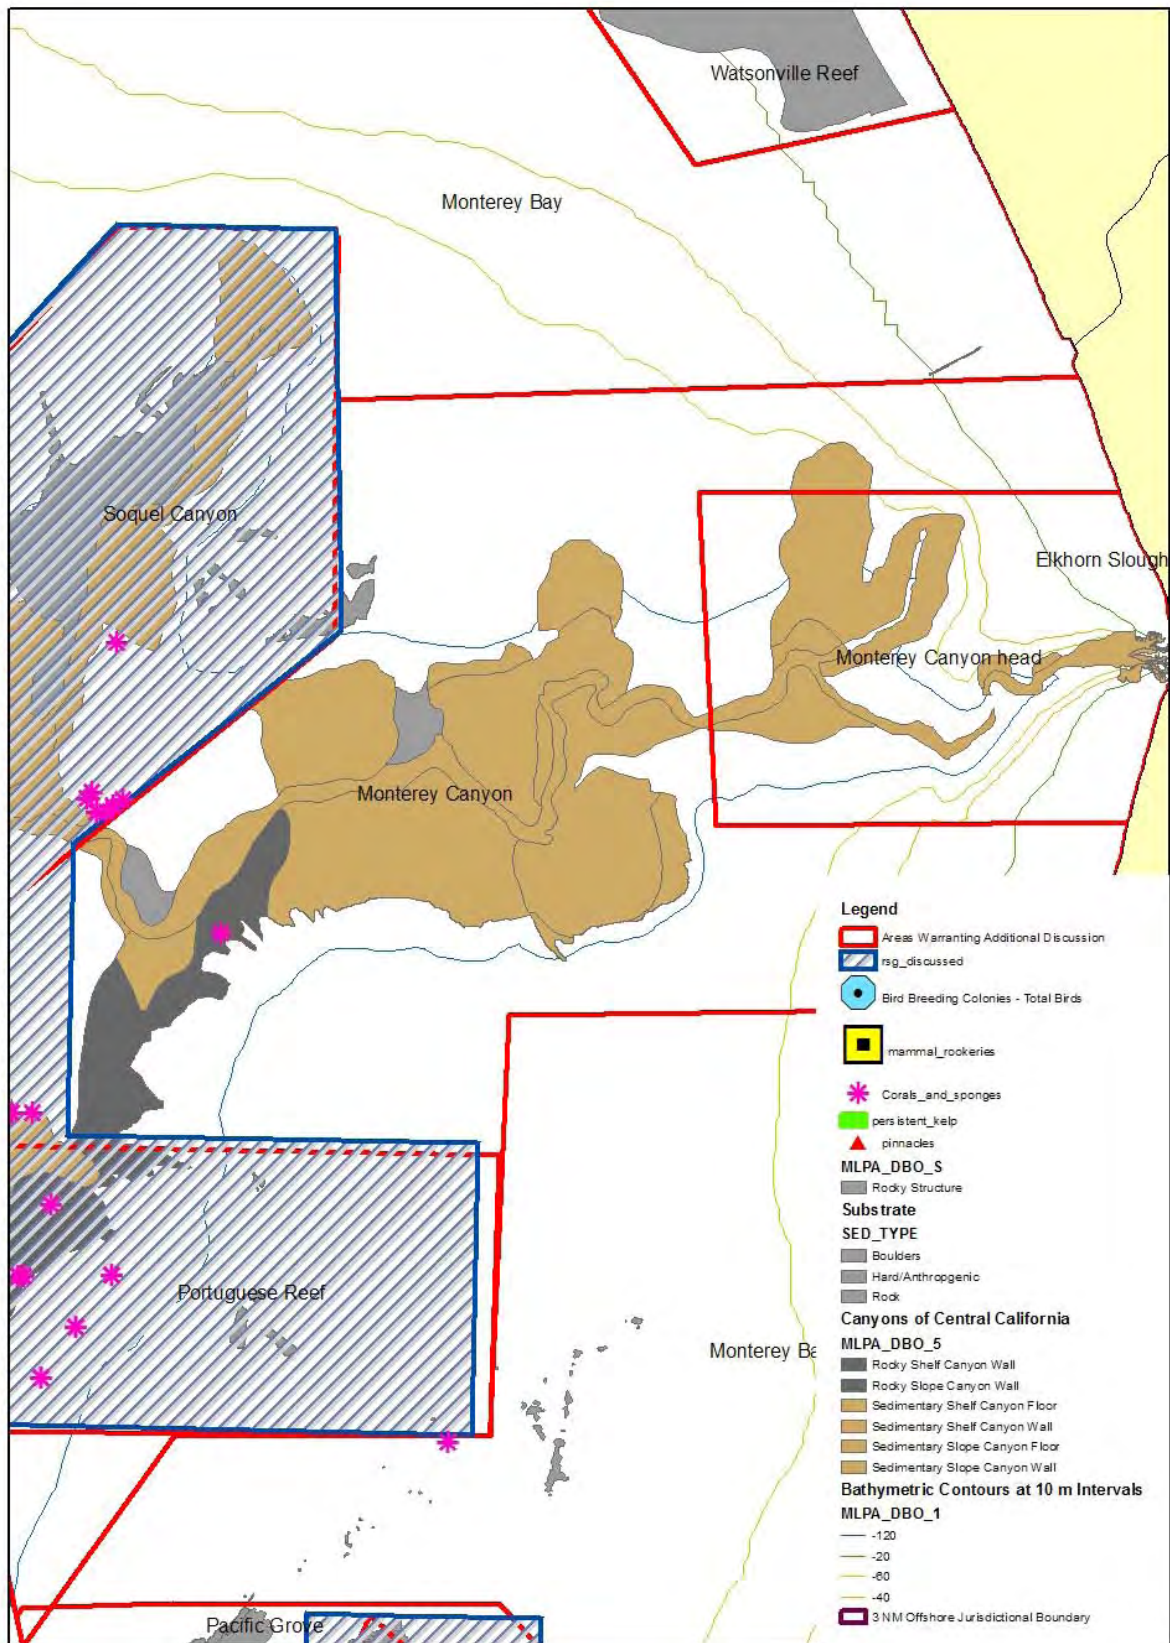 Watsonville Reef
Monterey Bay
Soquel Canyon
Elkhorn Slough
Monterey Canyon head
Monterey Canyon
Portuguese Reef
Monterey Ba
Pacific Grove
Legend
Areas Warranting Additional Discussion
rsg_discussed
Bird Breeding Colonies - Total Birds
mammal_rookeries
Corals_and_sponges
persistent_kelp
pinnacles
MLPA_DBO_S
Rocky Structure
Substrate
SED_TYPE
Boulders
Hard/Anthropgenic
Rock
Canyons of Central California
MLPA_DBO_5
Rocky Shelf Canyon Wall
Rocky Slope Canyon Wall
Sedimentary Shelf Canyon Floor
Sedimentary Shelf Canyon Wall
Sedimentary Slope Canyon Floor
Sedimentary Slope Canyon Wall
Bathymetric Contours at 10 m Intervals
MLPA_DBO_1
-120
-20
-60
-40
3 NM Offshore Jurisdictional Boundary